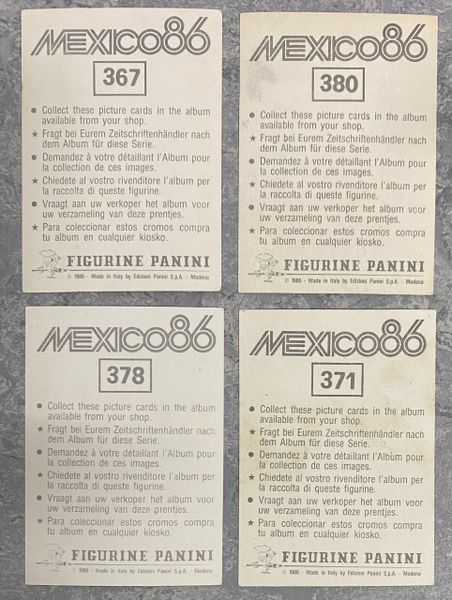 MEXICO86
367
● Collect these picture cards in the album
available from your shop.
★ Fragt bei Eurem Zeitschriftenhändler nach
dem Album für diese Serie.
● Demandez à votre détaillant l'Album pour
la collection de ces images.
★ Chiedete al vostro rivenditore l'album per
la raccolta di queste figurine.
● Vraagt aan uw verkoper het album voor
uw verzameling van deze prentjes.
★ Para coleccionar estos cromos compra
tu album en cualquier kiosko.
FIGURINE PANINI
© 1986 - Made in Italy by Edizioni Panini S.p.A. - Modena
MEXICO86
380
● Collect these picture cards in the album
available from your shop.
★ Fragt bei Eurem Zeitschriftenhändler nach
dem Album für diese Serie.
● Demandez à votre détaillant l'Album pour
la collection de ces images.
★ Chiedete al vostro rivenditore l'album per
la raccolta di queste figurine.
● Vraagt aan uw verkoper het album voor
uw verzameling van deze prentjes.
★ Para coleccionar estos cromos compra
tu album en cualquier kiosko.
FIGURINE PANINI
© 1986 - Made in Italy by Edizioni Panini S.p.A. - Modena
MEXICO86
378
● Collect these picture cards in the album
available from your shop.
★ Fragt bei Eurem Zeitschriftenhändler nach
dem Album für diese Serie.
● Demandez à votre détaillant l'Album pour
la collection de ces images.
★ Chiedete al vostro rivenditore l'album per
la raccolta di queste figurine.
● Vraagt aan uw verkoper het album voor
uw verzameling van deze prentjes.
★ Para coleccionar estos cromos compra
tu album en cualquier kiosko.
FIGURINE PANINI
© 1986 - Made in Italy by Edizioni Panini S.p.A. - Modena
MEXICO86
371
● Collect these picture cards in the album
available from your shop.
★ Fragt bei Eurem Zeitschriftenhändler nach
dem Album für diese Serie.
● Demandez à votre détaillant l'Album pour
la collection de ces images.
★ Chiedete al vostro rivenditore l'album per
la raccolta di queste figurine.
● Vraagt aan uw verkoper het album voor
uw verzameling van deze prentjes.
★ Para coleccionar estos cromos compra
tu album en cualquier kiosko.
FIGURINE PANINI
© 1986 - Made in Italy by Edizioni Panini S.p.A. - Modena